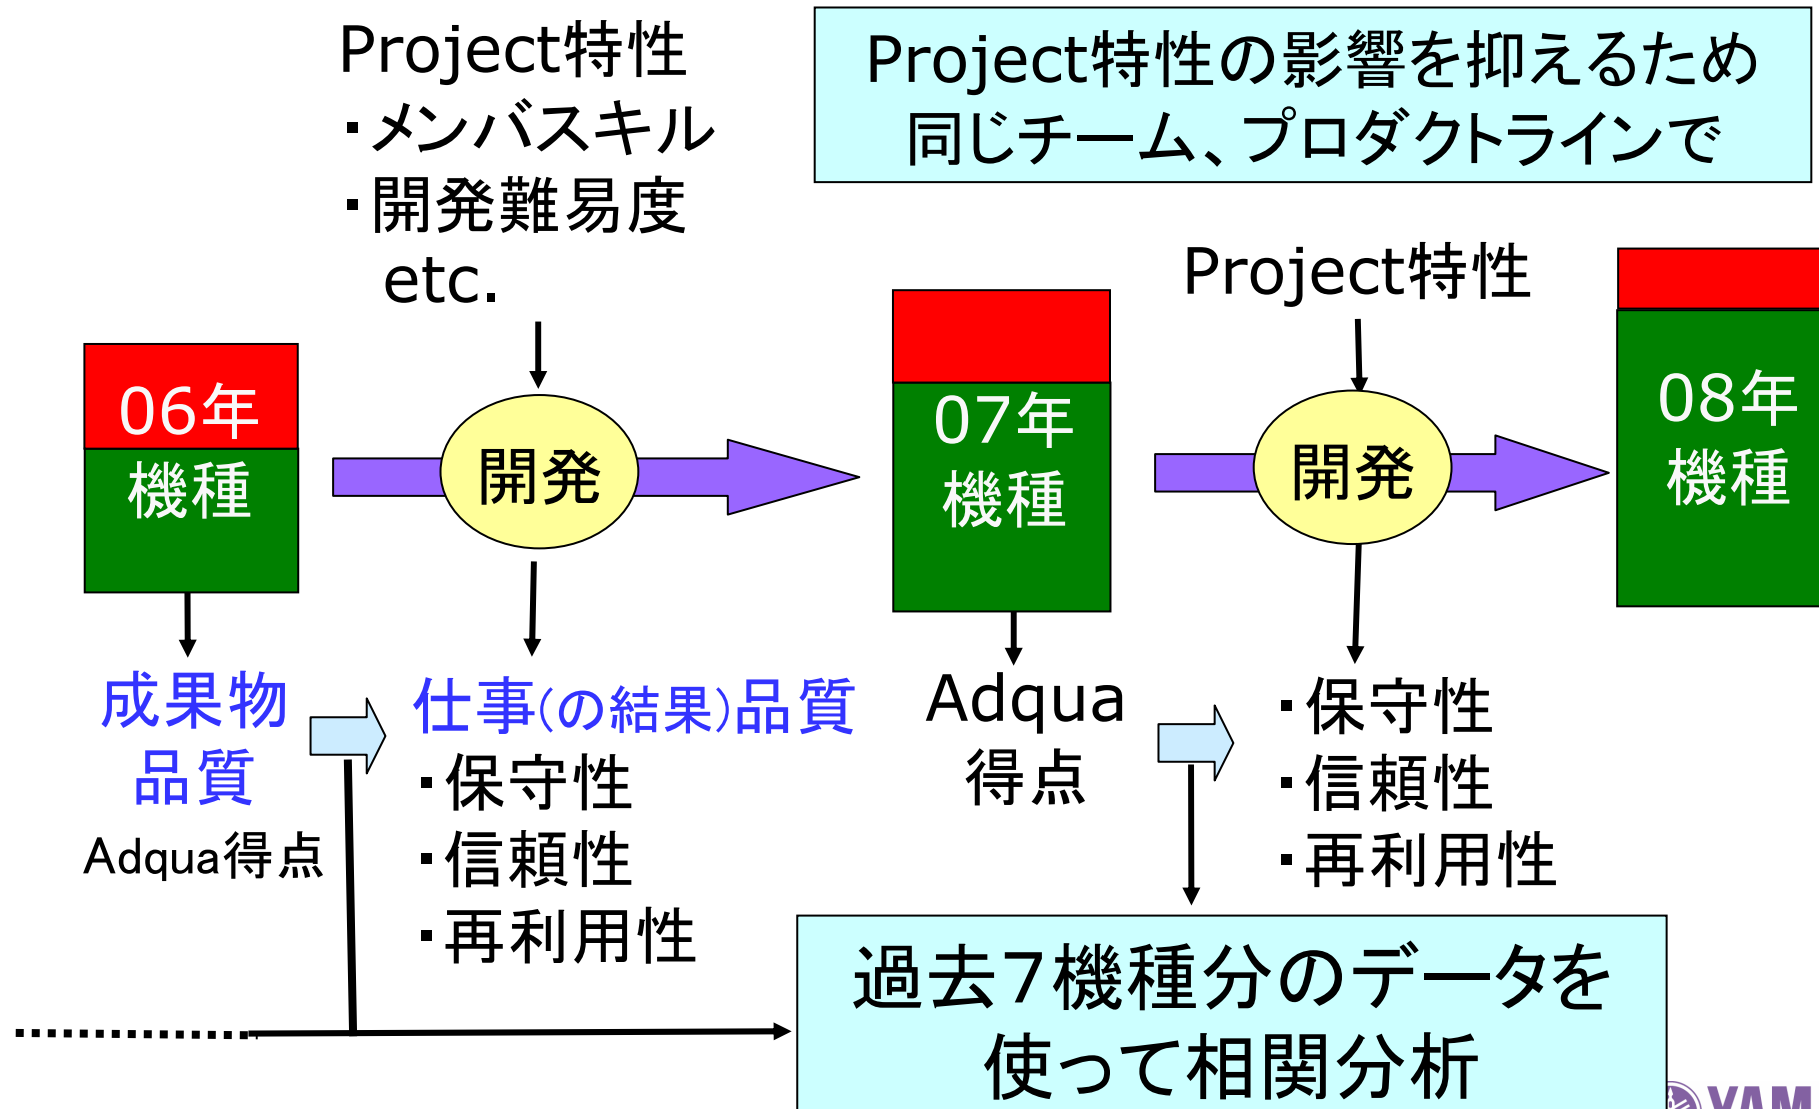 Project特性
・メンバスキル
・開発難易度
etc.
Project特性の影響を抑えるため
同じチーム、プロダクトラインで
Project特性
06年
機種
開発
07年
機種
開発
08年
機種
成果物
品質
Adqua得点
仕事(の結果)品質
・保守性
・信頼性
・再利用性
Adqua
得点
・保守性
・信頼性
・再利用性
過去7機種分のデータを
使って相関分析
YAM